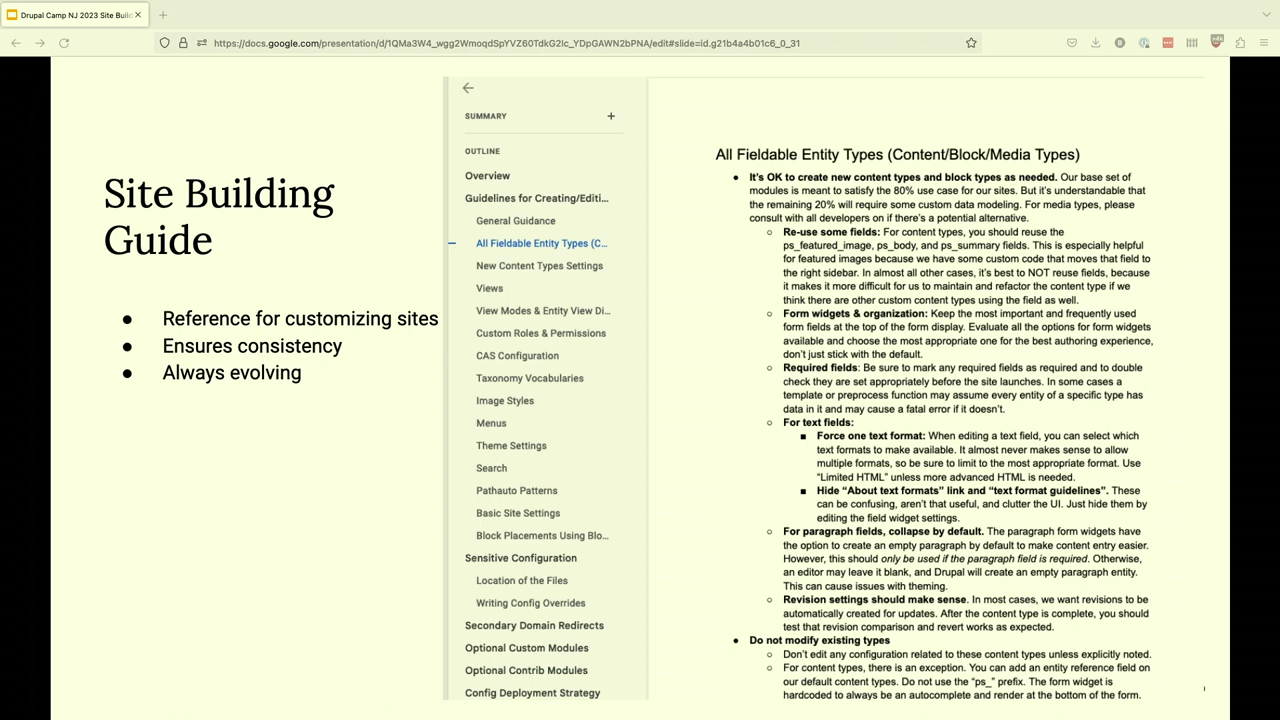 Drupal Camp NJ 2023 Site Buil
https://docs.google.com/presentation/d/1QMa3W4_wgg2WmoqdSpYVZ60TdkG2lc_YDpGAWN2bPNA/edit#slide=id.g21b4a4b01c6_0_31
Site Building
Guide
● Reference for customizing sites
● Ensures consistency
● Always evolving
SUMMARY
OUTLINE
Overview
Guidelines for Creating/Editi...
General Guidance
All Fieldable Entity Types (C...
New Content Types Settings
Views
View Modes & Entity View Di...
Custom Roles & Permissions
CAS Configuration
Taxonomy Vocabularies
Image Styles
Menus
Theme Settings
Search
Pathauto Patterns
Basic Site Settings
Block Placements Using Blo...
Sensitive Configuration
Location of the Files
Writing Config Overrides
Secondary Domain Redirects
Optional Custom Modules
Optional Contrib Modules
Config Deployment Strategy
All Fieldable Entity Types (Content/Block/Media Types)
● It's OK to create new content types and block types as needed. Our base set of
modules is meant to satisfy the 80% use case for our sites. But it's understandable that
the remaining 20% will require some custom data modeling. For media types, please
consult with all developers on if there's a potential alternative.
○ Re-use some fields: For content types, you should reuse the
ps_featured_image, ps_body, and ps_summary fields. This is especially helpful
for featured images because we have some custom code that moves that field to
the right sidebar. In almost all other cases, it's best to NOT reuse fields, because
it makes it more difficult for us to maintain and refactor the content type if we
think there are other custom content types using the field as well.
○ Form widgets & organization: Keep the most important and frequently used
form fields at the top of the form display. Evaluate all the options for form widgets
available and choose the most appropriate one for the best authoring experience,
don't just stick with the default.
○ Required fields: Be sure to mark any required fields as required and to double
check they are set appropriately before the site launches. In some cases a
template or preprocess function may assume every entity of a specific type has
data in it and may cause a fatal error if it doesn't.
○ For text fields:
■ Force one text format: When editing a text field, you can select which
text formats to make available. It almost never makes sense to allow
multiple formats, so be sure to limit to the most appropriate format. Use
“Limited HTML” unless more advanced HTML is needed.
■ Hide “About text formats” link and “text format guidelines”. These
can be confusing, aren't that useful, and clutter the UI. Just hide them by
editing the field widget settings.
○ For paragraph fields, collapse by default. The paragraph form widgets have
the option to create an empty paragraph by default to make content entry easier.
However, this should only be used if the paragraph field is required. Otherwise,
an editor may leave it blank, and Drupal will create an empty paragraph entity.
This can cause issues with theming.
○ Revision settings should make sense. In most cases, we want revisions to be
automatically created for updates. After the content type is complete, you should
test that revision comparison and revert works as expected.
● Do not modify existing types
○ Don't edit any configuration related to these content types unless explicitly noted.
○ For content types, there is an exception. You can add an entity reference field on
our default content types. Do not use the “ps_” prefix. The form widget is
hardcoded to always be an autocomplete and render at the bottom of the form.